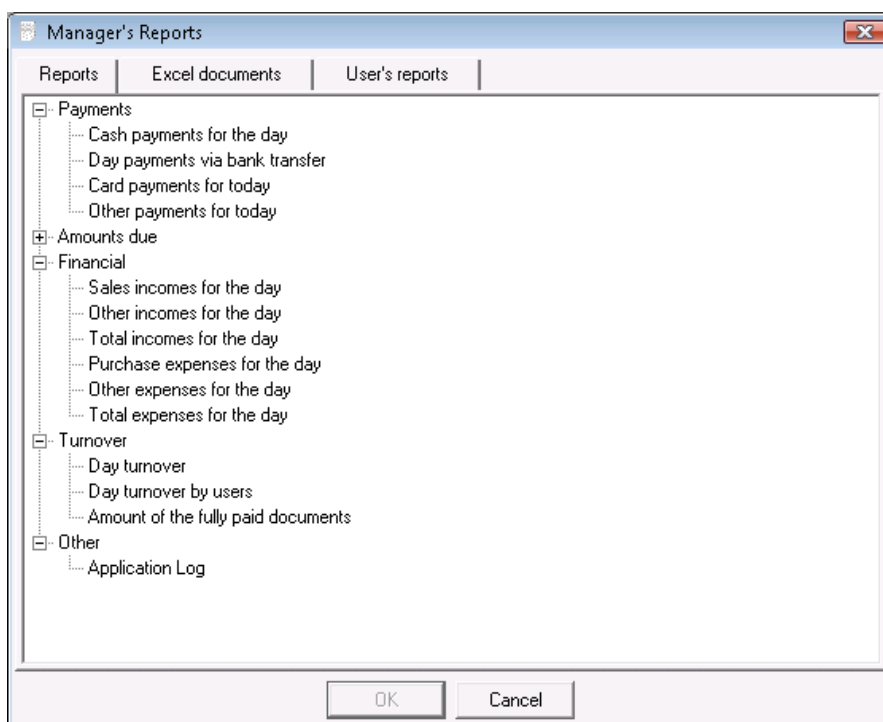 Manager's Reports
Reports Excel documents User's reports
Payments
Cash payments for the day
Day payments via bank transfer
Card payments for today
Other payments for today
Amounts due
Financial
Sales incomes for the day
Other incomes for the day
Total incomes for the day
Purchase expenses for the day
Other expenses for the day
Total expenses for the day
Turnover
Day turnover
Day turnover by users
Amount of the fully paid documents
Other
Application Log
OK Cancel